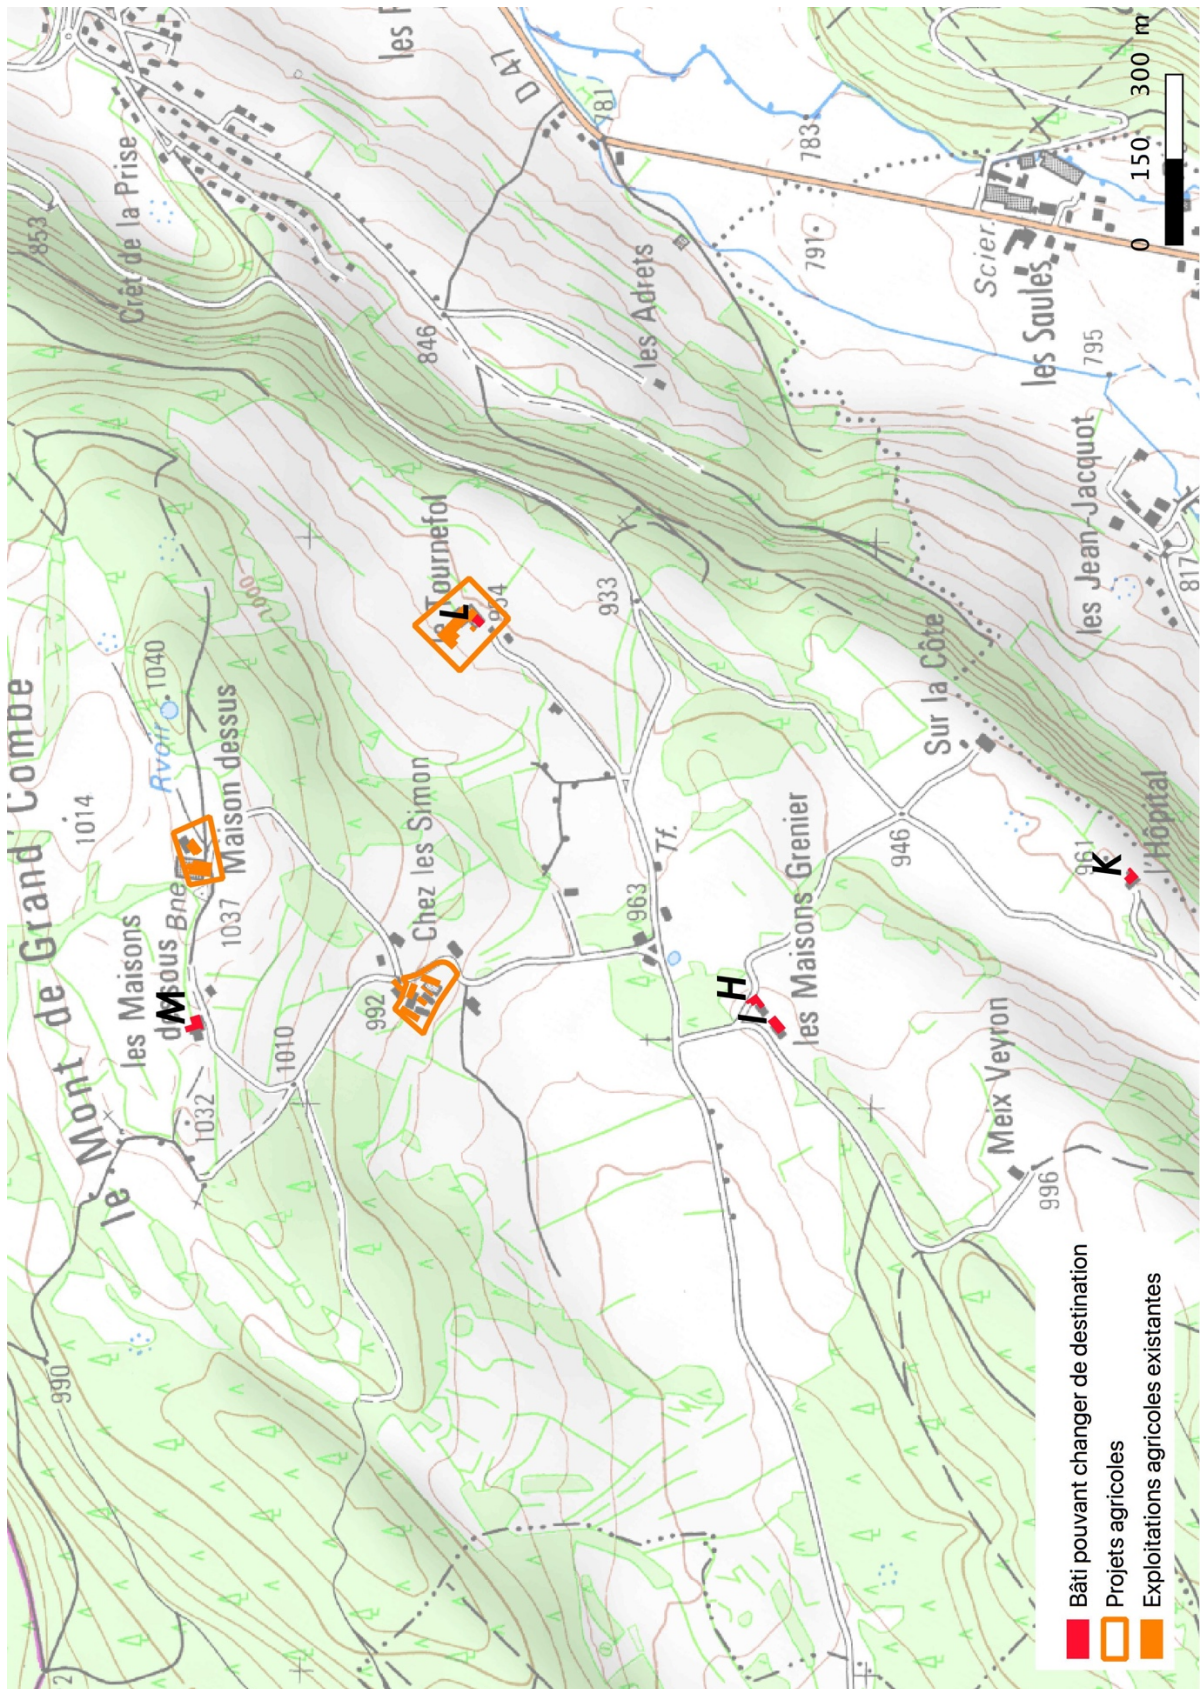 le Mont de Grand Combe
853
990
1014
Crêt de la Prise
les Maisons
dessous
Rvoir
1040
Bne
M
1032
1037
Maison dessus
1000
1010
992
Chez les Simon
846
le Tournefol
L
954
D 47
781
933
963
Tf.
les Adrets
H
I
les Maisons Grenier
783
791
946
Sur la Côte
Scier.
les Saules
Meix Veyron
996
les Jean-Jacquot
795
961
K
l'Hôpital
817
Bâti pouvant changer de destination
Projets agricoles
Exploitations agricoles existantes
0 150 300 m